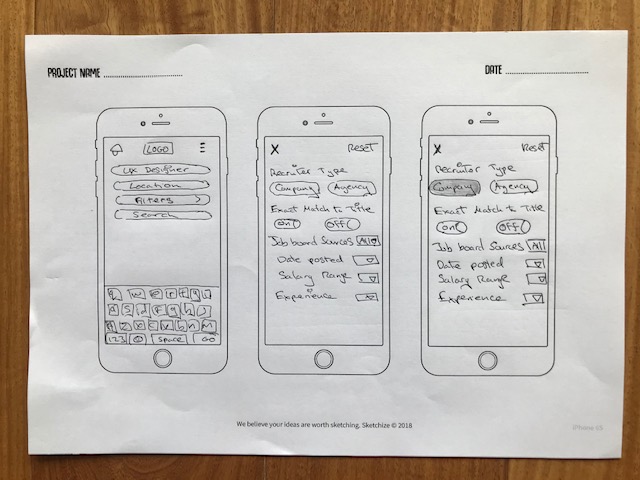 PROJECT NAME ..............................
DATE ..............................
LOGO
UX Designer
Location
Filters >
Search
123 SPACE GO
X Reset
Recruiter Type
Company Agency
Exact Match to Title
on OFF
Job board Sources All
Date posted
Salary Range
Experience
X Reset
Recruiter Type
Company Agency
Exact Match to Title
on OFF
Job board Sources All
Date posted
Salary Range
Experience
We believe your ideas are worth sketching. Sketchize © 2018